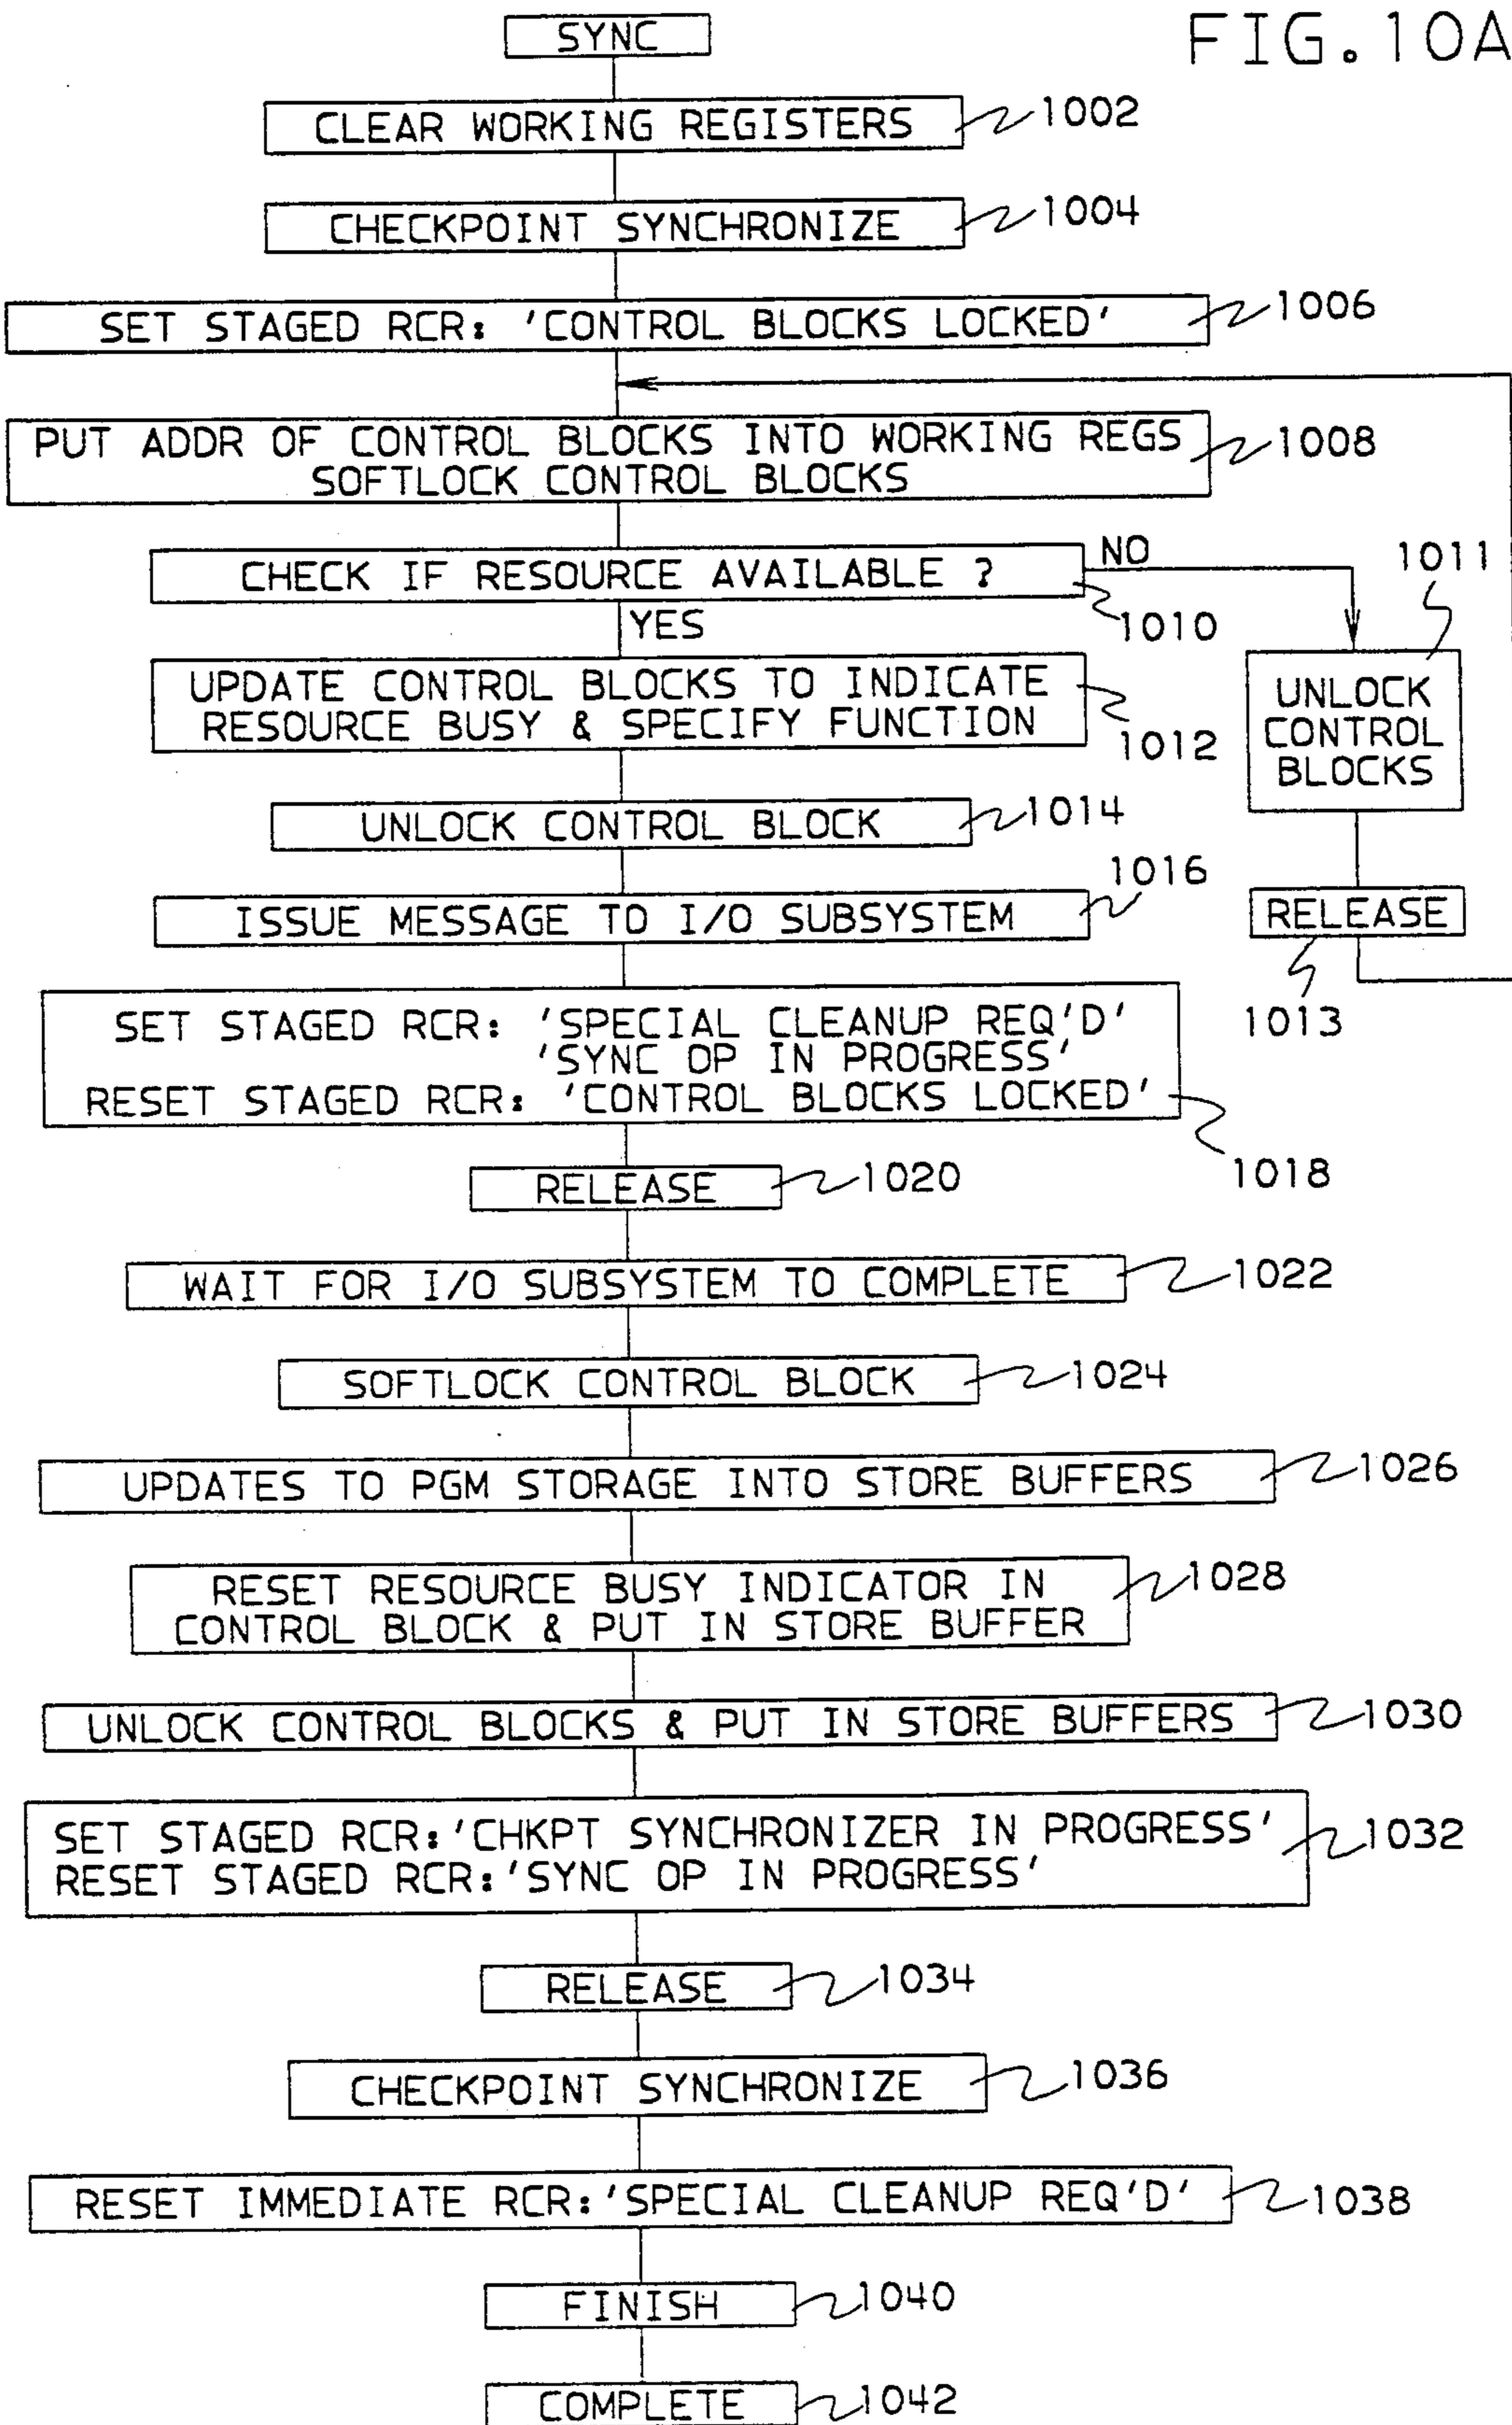 FIG.10A
SYNC
CLEAR WORKING REGISTERS 1002
CHECKPOINT SYNCHRONIZE 1004
SET STAGED RCR: 'CONTROL BLOCKS LOCKED' 1006
PUT ADDR OF CONTROL BLOCKS INTO WORKING REGS
SOFTLOCK CONTROL BLOCKS
1008
CHECK IF RESOURCE AVAILABLE ?
NO
1010
YES
1011
UNLOCK
CONTROL
BLOCKS
RELEASE
1013
UPDATE CONTROL BLOCKS TO INDICATE
RESOURCE BUSY & SPECIFY FUNCTION
1012
UNLOCK CONTROL BLOCK 1014
ISSUE MESSAGE TO I/O SUBSYSTEM 1016
SET STAGED RCR: 'SPECIAL CLEANUP REQ'D'
'SYNC OP IN PROGRESS'
RESET STAGED RCR: 'CONTROL BLOCKS LOCKED'
1018
RELEASE 1020
WAIT FOR I/O SUBSYSTEM TO COMPLETE 1022
SOFTLOCK CONTROL BLOCK 1024
UPDATES TO PGM STORAGE INTO STORE BUFFERS 1026
RESET RESOURCE BUSY INDICATOR IN
CONTROL BLOCK & PUT IN STORE BUFFER
1028
UNLOCK CONTROL BLOCKS & PUT IN STORE BUFFERS 1030
SET STAGED RCR:'CHKPT SYNCHRONIZER IN PROGRESS'
RESET STAGED RCR:'SYNC OP IN PROGRESS'
1032
RELEASE 1034
CHECKPOINT SYNCHRONIZE 1036
RESET IMMEDIATE RCR:'SPECIAL CLEANUP REQ'D' 1038
FINISH 1040
COMPLETE 1042